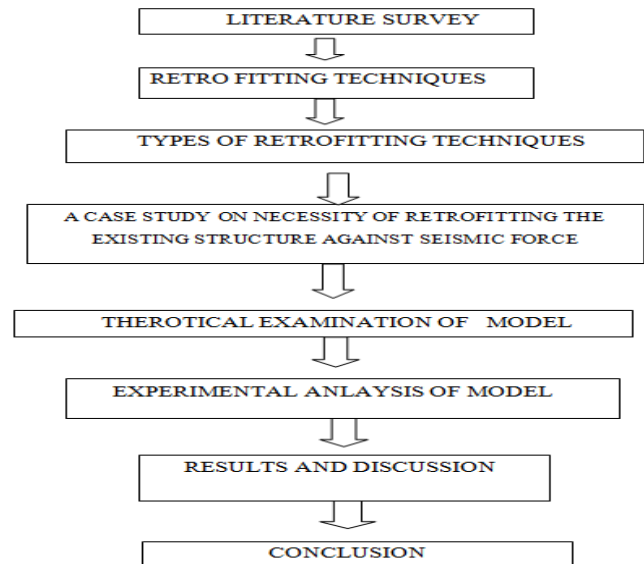 LITERATURE SURVEY
RETRO FITTING TECHNIQUES
TYPES OF RETROFITTING TECHNIQUES
A CASE STUDY ON NECESSITY OF RETROFITTING THE
EXISTING STRUCTURE AGAINST SEISMIC FORCE
THEROTICAL EXAMINATION OF MODEL
EXPERIMENTAL ANLAYSIS OF MODEL
RESULTS AND DISCUSSION
CONCLUSION